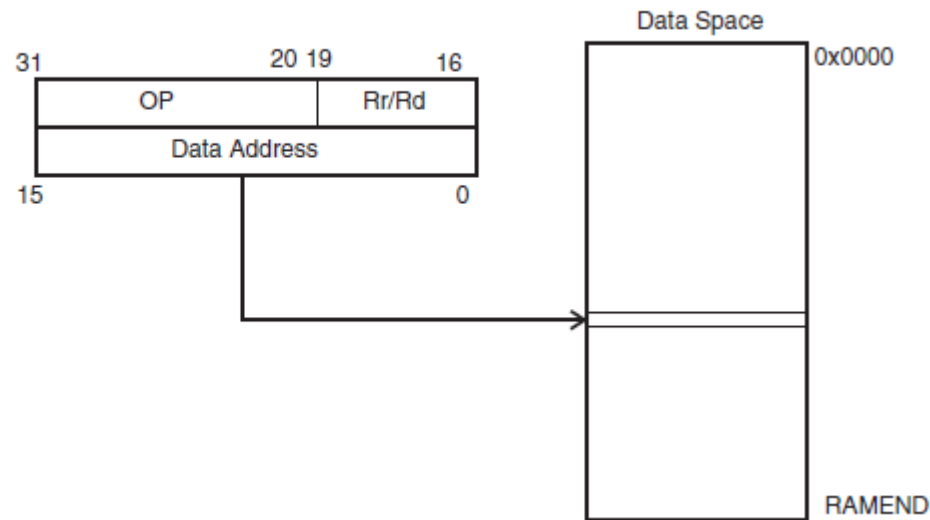 Data Space
31 20 19 16 0x0000
OP Rr/Rd
Data Address
15 0
RAMEND